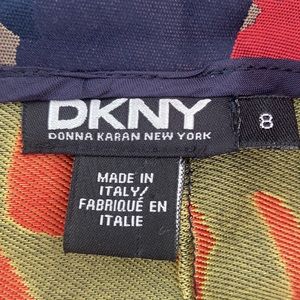 DKNY
DONNA KARAN NEW YORK
8
MADE IN
ITALY/
FABRIQUÉ EN
ITALIE